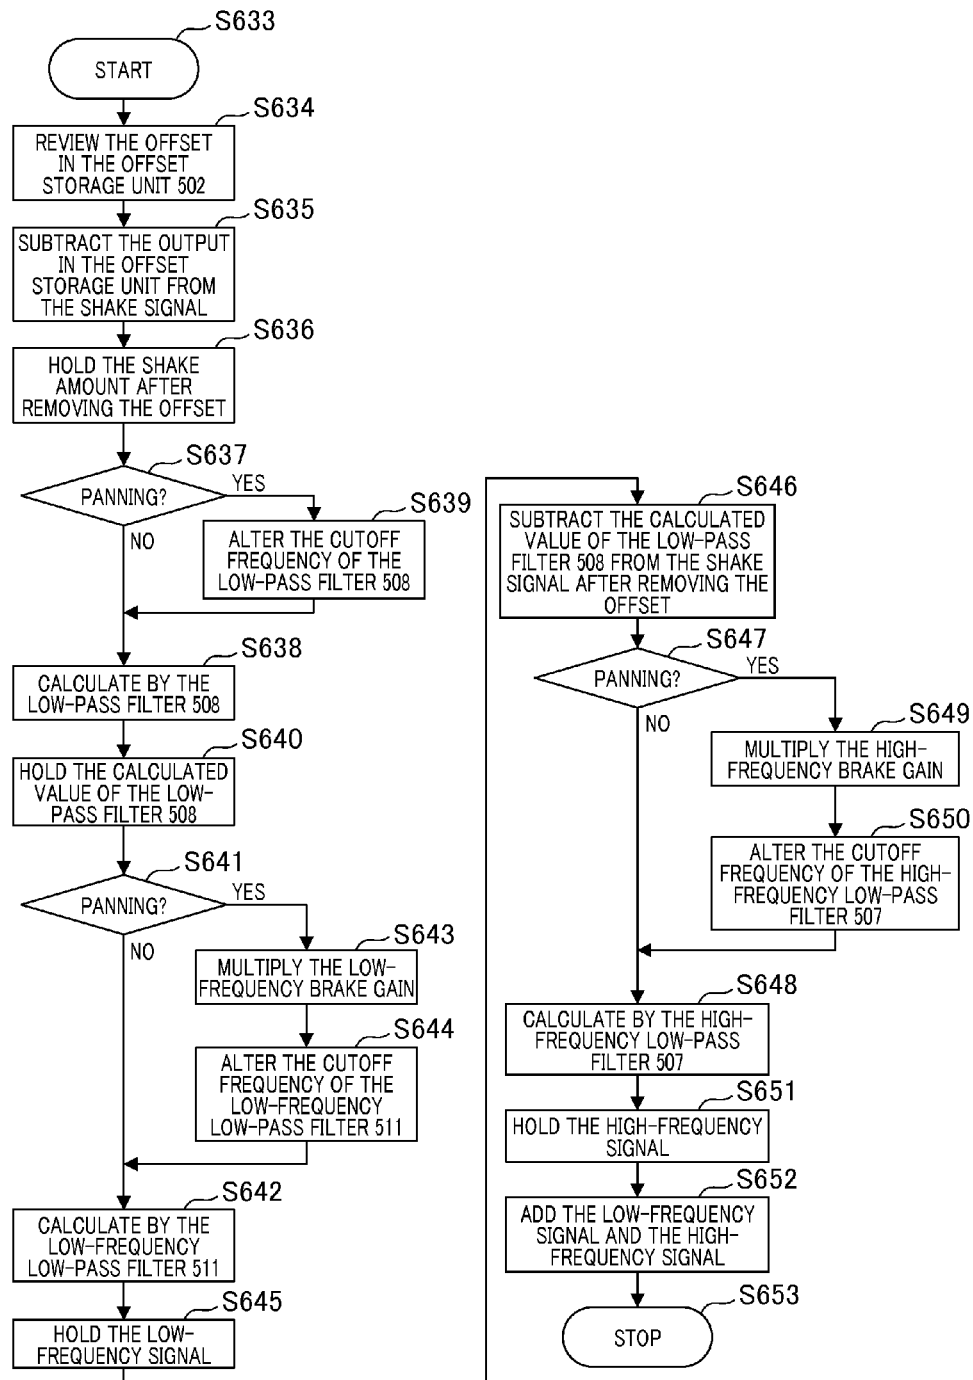 S633
START
S634
REVIEW THE OFFSET
IN THE OFFSET
STORAGE UNIT 502
S635
SUBTRACT THE OUTPUT
IN THE OFFSET
STORAGE UNIT FROM
THE SHAKE SIGNAL
S636
HOLD THE SHAKE
AMOUNT AFTER
REMOVING THE OFFSET
S637
PANNING?
YES
NO
S639
ALTER THE CUTOFF
FREQUENCY OF THE
LOW-PASS FILTER 508
S638
CALCULATE BY THE
LOW-PASS FILTER 508
S640
HOLD THE CALCULATED
VALUE OF THE LOW-
PASS FILTER 508
S641
PANNING?
YES
NO
S643
MULTIPLY THE LOW-
FREQUENCY BRAKE GAIN
S644
ALTER THE CUTOFF
FREQUENCY OF THE
LOW-FREQUENCY
LOW-PASS FILTER 511
S642
CALCULATE BY THE
LOW-FREQUENCY
LOW-PASS FILTER 511
S645
HOLD THE LOW-
FREQUENCY SIGNAL
S646
SUBTRACT THE CALCULATED
VALUE OF THE LOW-PASS
FILTER 508 FROM THE SHAKE
SIGNAL AFTER REMOVING THE
OFFSET
S647
PANNING?
YES
NO
S649
MULTIPLY THE HIGH-
FREQUENCY BRAKE GAIN
S650
ALTER THE CUTOFF
FREQUENCY OF THE HIGH-
FREQUENCY LOW-PASS
FILTER 507
S648
CALCULATE BY THE HIGH-
FREQUENCY LOW-PASS
FILTER 507
S651
HOLD THE HIGH-FREQUENCY
SIGNAL
S652
ADD THE LOW-FREQUENCY
SIGNAL AND THE HIGH-
FREQUENCY SIGNAL
S653
STOP